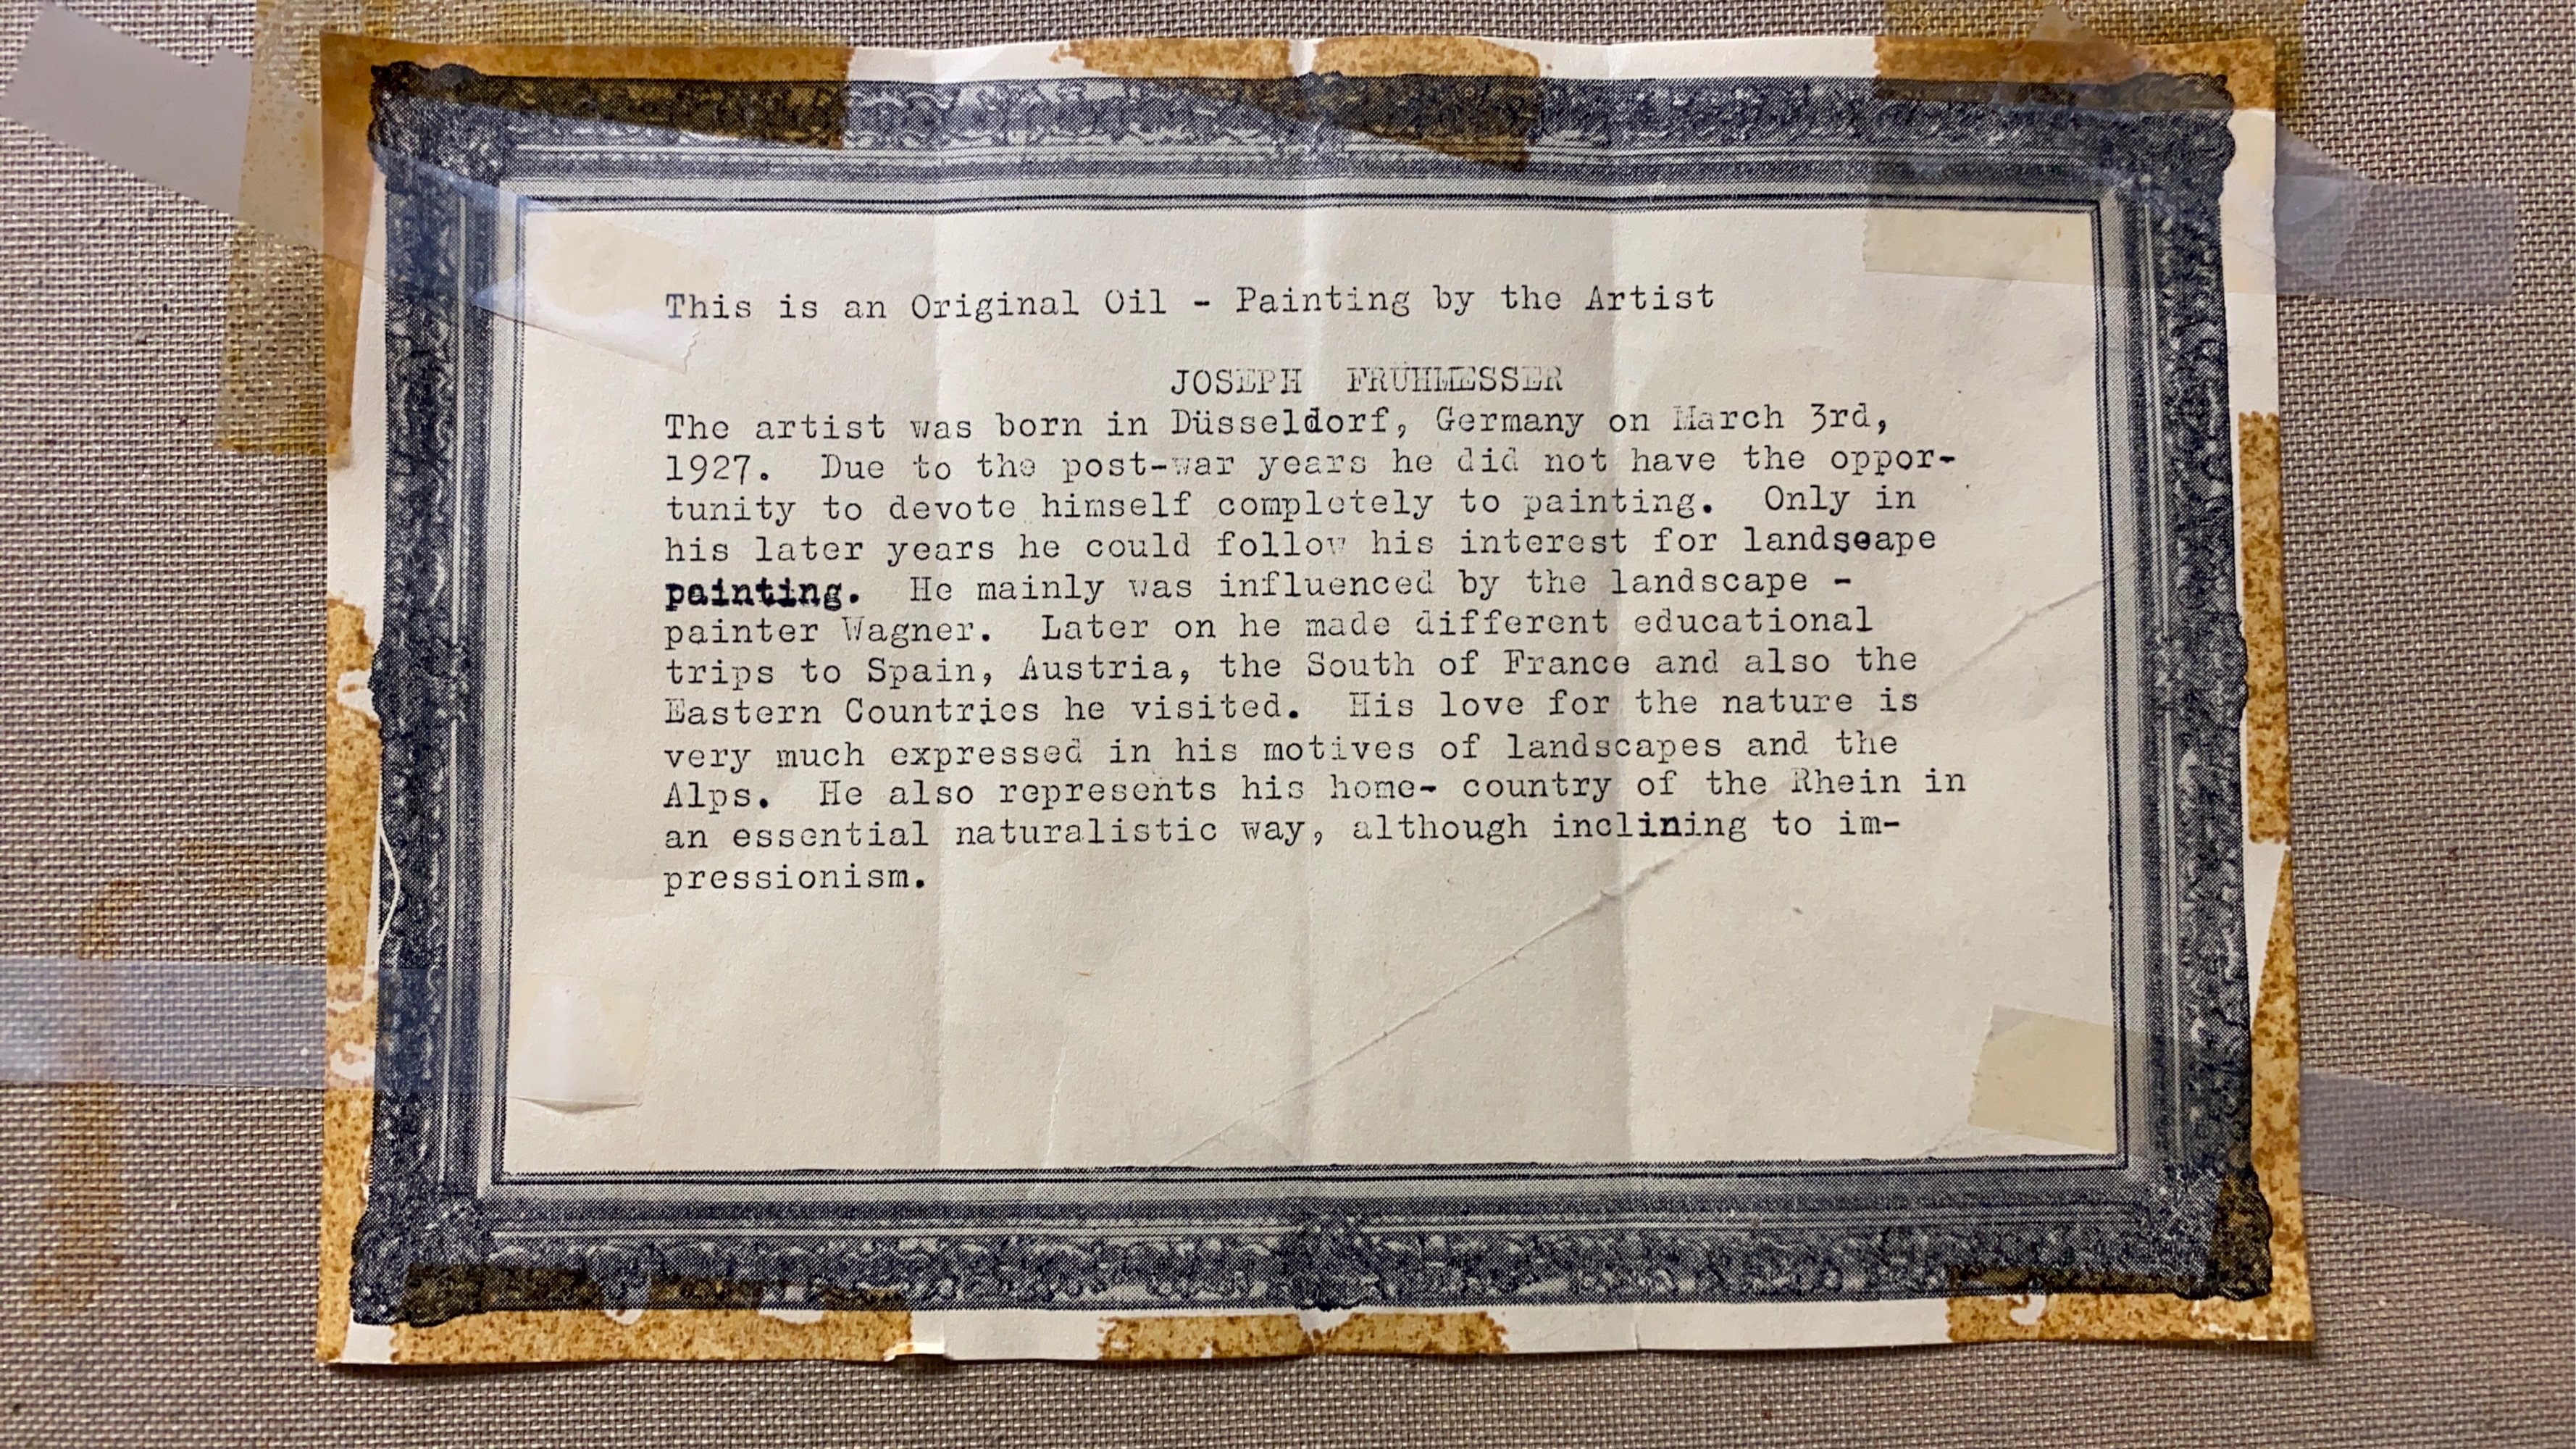 This is an Original Oil - Painting by the Artist
JOSEPH FRÜHMESSER
The artist was born in Düsseldorf, Germany on March 3rd,
1927. Due to the post-war years he did not have the oppor-
tunity to devote himself completely to painting. Only in
his later years he could follow his interest for landscape
painting. He mainly was influenced by the landscape -
painter Wagner. Later on he made different educational
trips to Spain, Austria, the South of France and also the
Eastern Countries he visited. His love for the nature is
very much expressed in his motives of landscapes and the
Alps. He also represents his home- country of the Rhein in
an essential naturalistic way, although inclining to im-
pressionism.